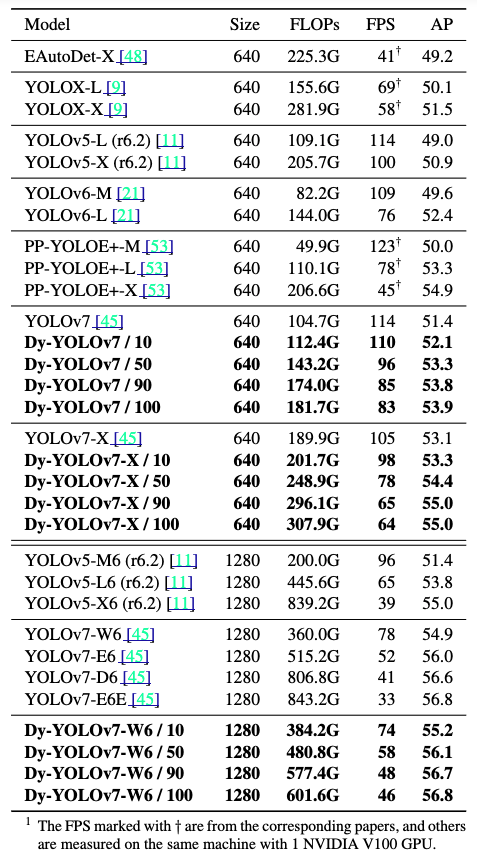 Model Size FLOPs FPS AP
EAutoDet-X [48] 640 225.3G 41† 49.2
YOLOX-L [9] 640 155.6G 69† 50.1
YOLOX-X [9] 640 281.9G 58† 51.5
YOLOv5-L (r6.2) [11] 640 109.1G 114 49.0
YOLOv5-X (r6.2) [11] 640 205.7G 100 50.9
YOLOv6-M [21] 640 82.2G 109 49.6
YOLOv6-L [21] 640 144.0G 76 52.4
PP-YOLOE+-M [53] 640 49.9G 123† 50.0
PP-YOLOE+-L [53] 640 110.1G 78† 53.3
PP-YOLOE+-X [53] 640 206.6G 45† 54.9
YOLOv7 [45] 640 104.7G 114 51.4
Dy-YOLOv7 / 10 640 112.4G 110 52.1
Dy-YOLOv7 / 50 640 143.2G 96 53.3
Dy-YOLOv7 / 90 640 174.0G 85 53.8
Dy-YOLOv7 / 100 640 181.7G 83 53.9
YOLOv7-X [45] 640 189.9G 105 53.1
Dy-YOLOv7-X / 10 640 201.7G 98 53.3
Dy-YOLOv7-X / 50 640 248.9G 78 54.4
Dy-YOLOv7-X / 90 640 296.1G 65 55.0
Dy-YOLOv7-X / 100 640 307.9G 64 55.0
YOLOv5-M6 (r6.2) [11] 1280 200.0G 96 51.4
YOLOv5-L6 (r6.2) [11] 1280 445.6G 65 53.8
YOLOv5-X6 (r6.2) [11] 1280 839.2G 39 55.0
YOLOv7-W6 [45] 1280 360.0G 78 54.9
YOLOv7-E6 [45] 1280 515.2G 52 56.0
YOLOv7-D6 [45] 1280 806.8G 41 56.6
YOLOv7-E6E [45] 1280 843.2G 33 56.8
Dy-YOLOv7-W6 / 10 1280 384.2G 74 55.2
Dy-YOLOv7-W6 / 50 1280 480.8G 58 56.1
Dy-YOLOv7-W6 / 90 1280 577.4G 48 56.7
Dy-YOLOv7-W6 / 100 1280 601.6G 46 56.8
1 The FPS marked with † are from the corresponding papers, and others
are measured on the same machine with 1 NVIDIA V100 GPU.